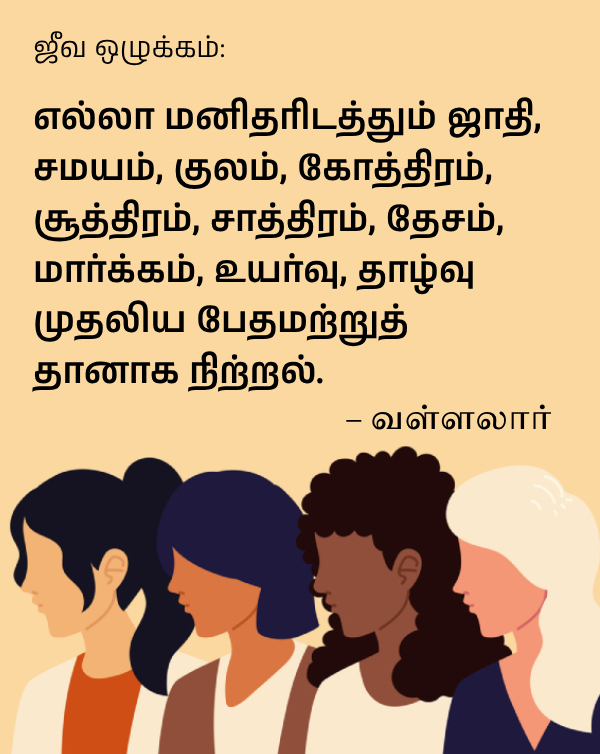 ஜீவ ஒழுக்கம்:
எல்லா மனிதரிடத்தும் ஜாதி,
சமயம், குலம், கோத்திரம்,
சூத்திரம், சாத்திரம், தேசம்,
மார்க்கம், உயர்வு, தாழ்வு
முதலிய பேதமற்றுத்
தானாக நிற்றல்.
– வள்ளலார்